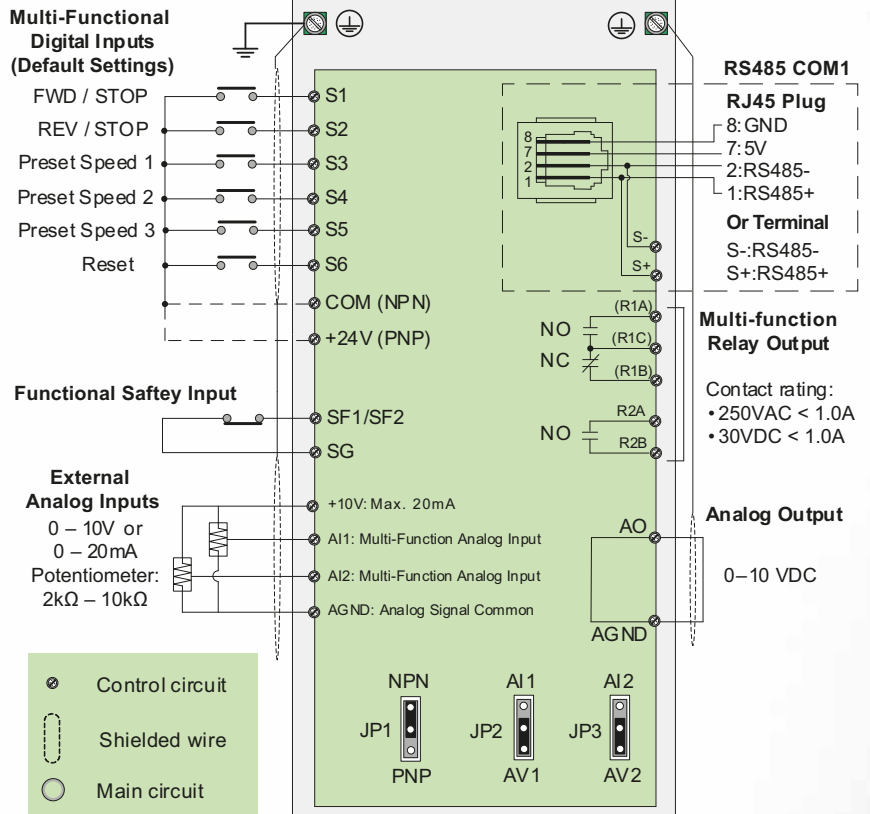 Multi-Functional
Digital Inputs
(Default Settings)
FWD / STOP
REV / STOP
Preset Speed 1
Preset Speed 2
Preset Speed 3
Reset
S1
S2
S3
S4
S5
S6
COM (NPN)
+24V (PNP)
Functional Saftey Input
SF1/SF2
SG
External
Analog Inputs
0 – 10V or
0 – 20mA
Potentiometer:
2kΩ – 10kΩ
+10V: Max. 20mA
AI1: Multi-Function Analog Input
AI2: Multi-Function Analog Input
AGND: Analog Signal Common
RS485 COM1
RJ45 Plug
8
7
2
1
8:GND
7:5V
2:RS485-
1:RS485+
Or Terminal
S-:RS485-
S+:RS485+
S-
S+
(R1A)
NO
(R1C)
NC
(R1B)
R2A
NO
R2B
Multi-function
Relay Output
Contact rating:
• 250VAC < 1.0A
• 30VDC < 1.0A
AO
AGND
Analog Output
0–10 VDC
Control circuit
Shielded wire
Main circuit
NPN
JP1
PNP
AI1
JP2
AV1
AI2
JP3
AV2